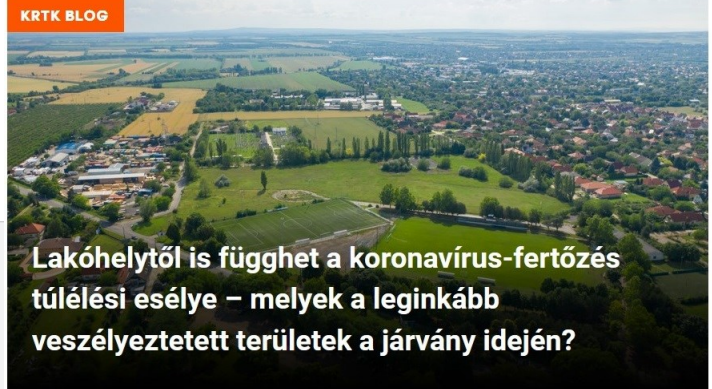 KRTK BLOG
Lakóhelytől is függhet a koronavírus-fertőzés
túlélési esélye – melyek a leginkább
veszélyeztetett területek a járvány idején?